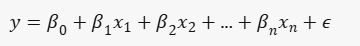 y = β₀ + β₁x₁ + β₂x₂ + ... + βₙxₙ + ϵ